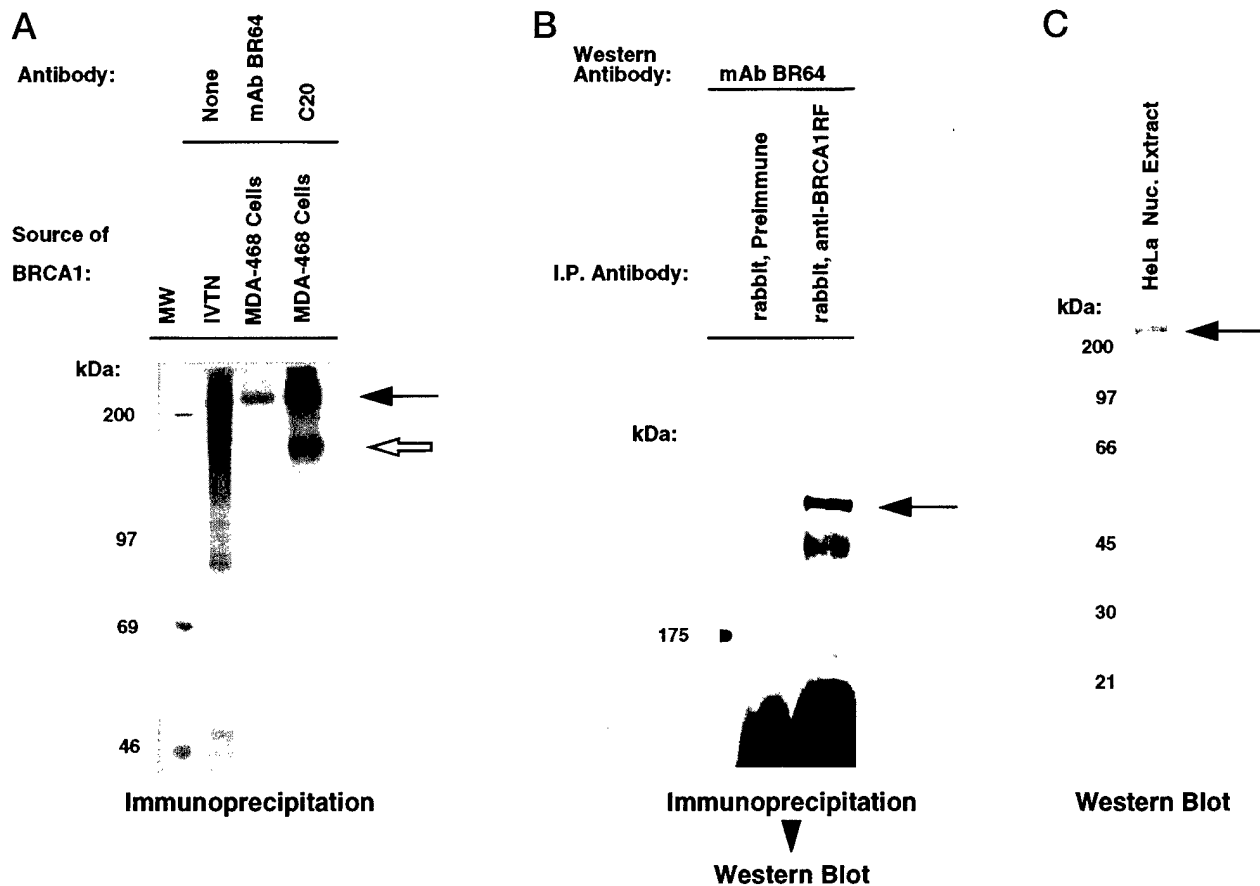 A
Antibody:
None
mAb BR64
C20
Source of
BRCA1:
MW
IVTN
MDA-468 Cells
MDA-468 Cells
kDa:
200
97
69
46
Immunoprecipitation
B
Western
Antibody:
mAb BR64
I.P. Antibody:
rabbit, Preimmune
rabbit, anti-BRCA1RF
kDa:
175
Immunoprecipitation
Western Blot
C
HeLa Nuc. Extract
kDa:
200
97
66
45
30
21
Western Blot